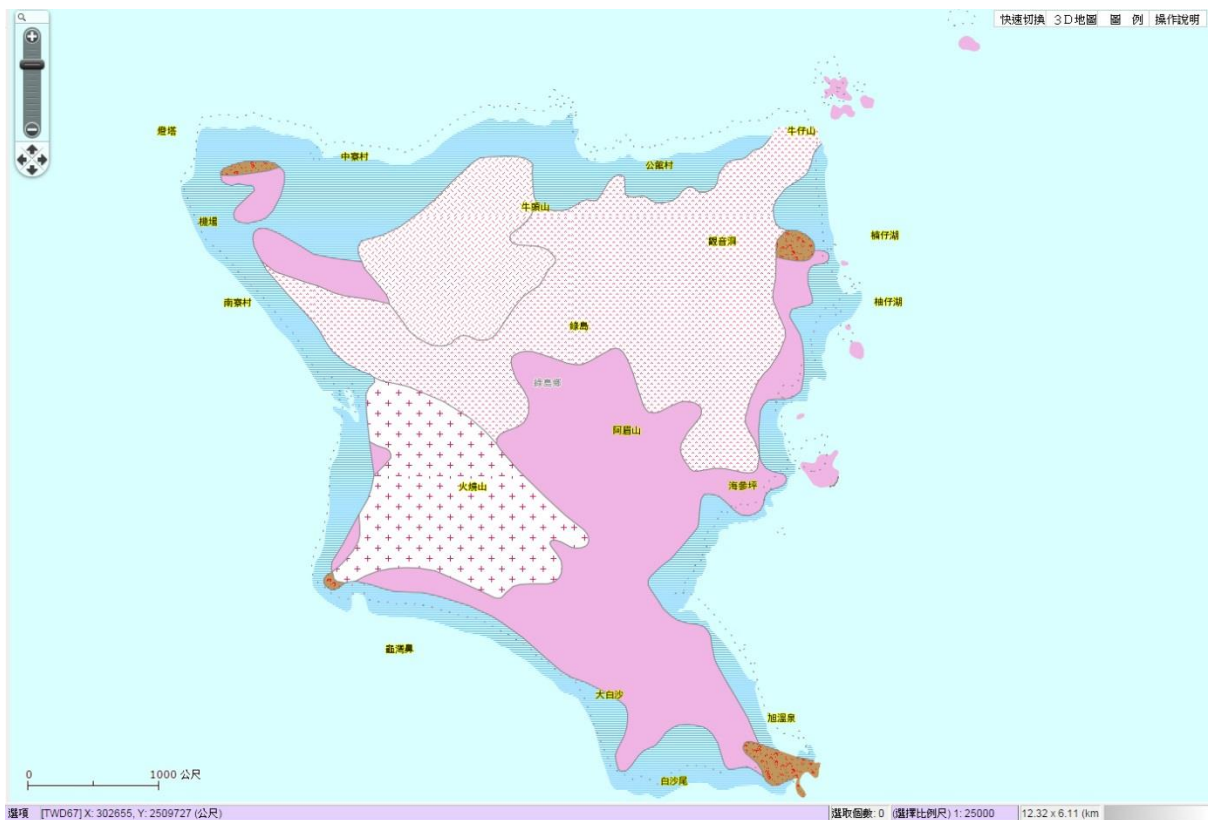 快速切換 3D地圖 圖 例 操作說明
燈塔
中寮村
公館村
牛仔山
牛頭山
機場
觀音洞
楠仔湖
南寮村
柚仔湖
綠島
綠島鄉
阿眉山
火燒山
海參坪
龜灣鼻
大白沙
旭溫泉
白沙尾
0 1000 公尺
選項 [TWD67] X: 302655, Y: 2509727 (公尺) 選取個數: 0 (選擇比例尺) 1: 25000 12.32 x 6.11 (km